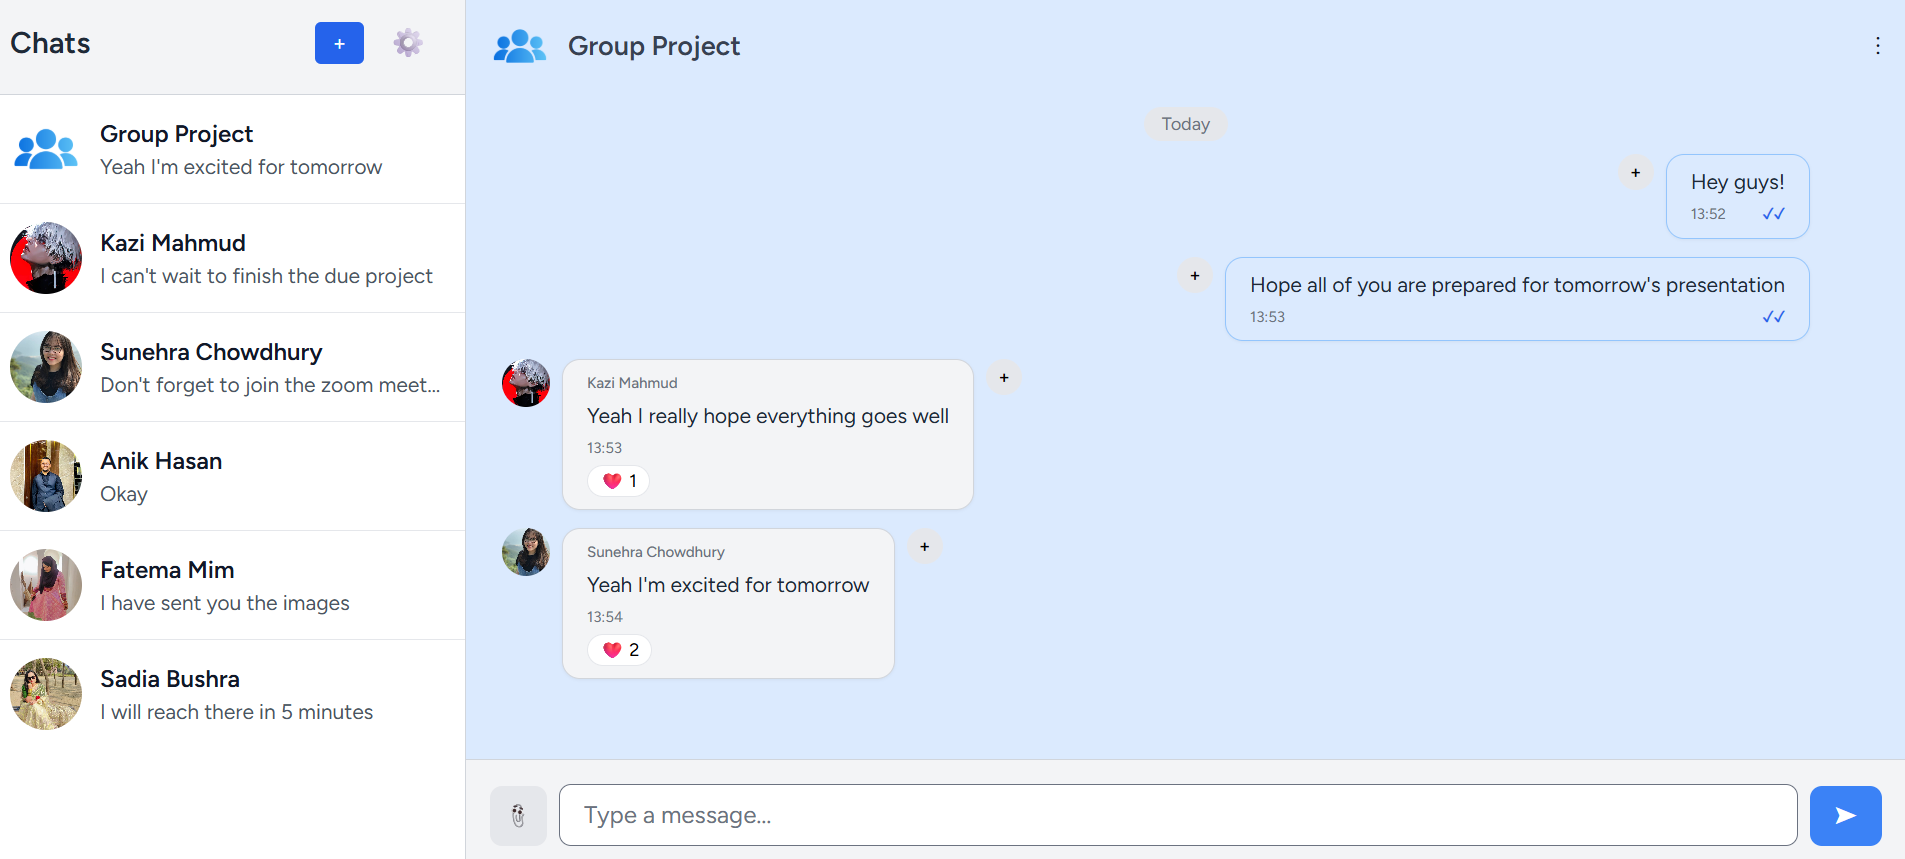 Chats
+
Group Project
Yeah I'm excited for tomorrow
Kazi Mahmud
I can't wait to finish the due project
Sunehra Chowdhury
Don't forget to join the zoom meet...
Anik Hasan
Okay
Fatema Mim
I have sent you the images
Sadia Bushra
I will reach there in 5 minutes
Group Project
Today
+
Hey guys!
13:52 ✓✓
+
Hope all of you are prepared for tomorrow's presentation
13:53 ✓✓
Kazi Mahmud
+
Yeah I really hope everything goes well
13:53
❤️ 1
Sunehra Chowdhury
+
Yeah I'm excited for tomorrow
13:54
❤️ 2
Type a message...